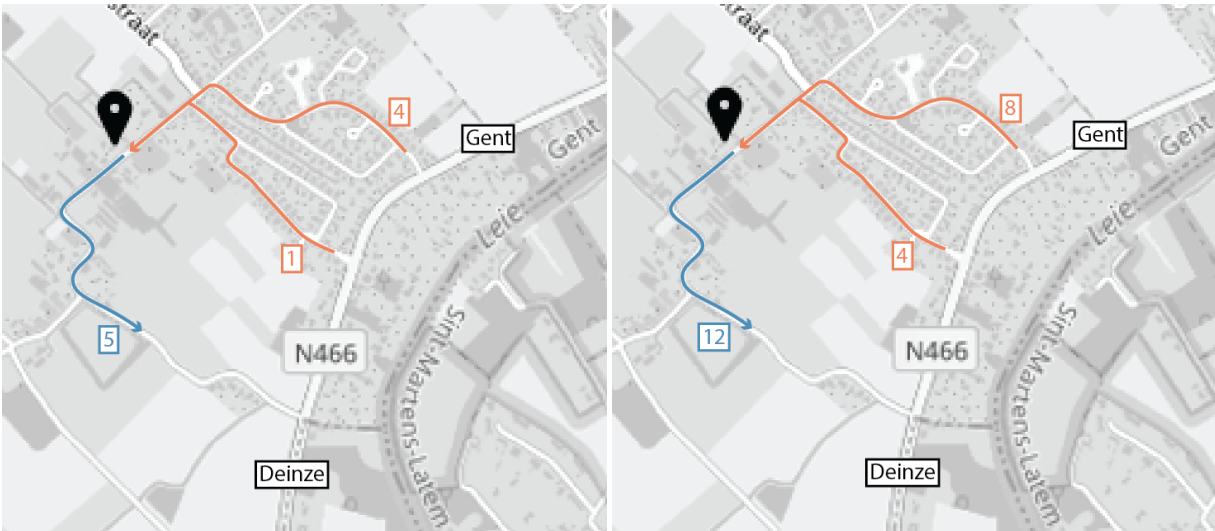 straat
4
Gent
Gent
Leie
1
5
N466
Sint-Martens-Latem
Deinze
straat
8
Gent
Gent
Leie
4
12
N466
Sint-Martens-Latem
Deinze